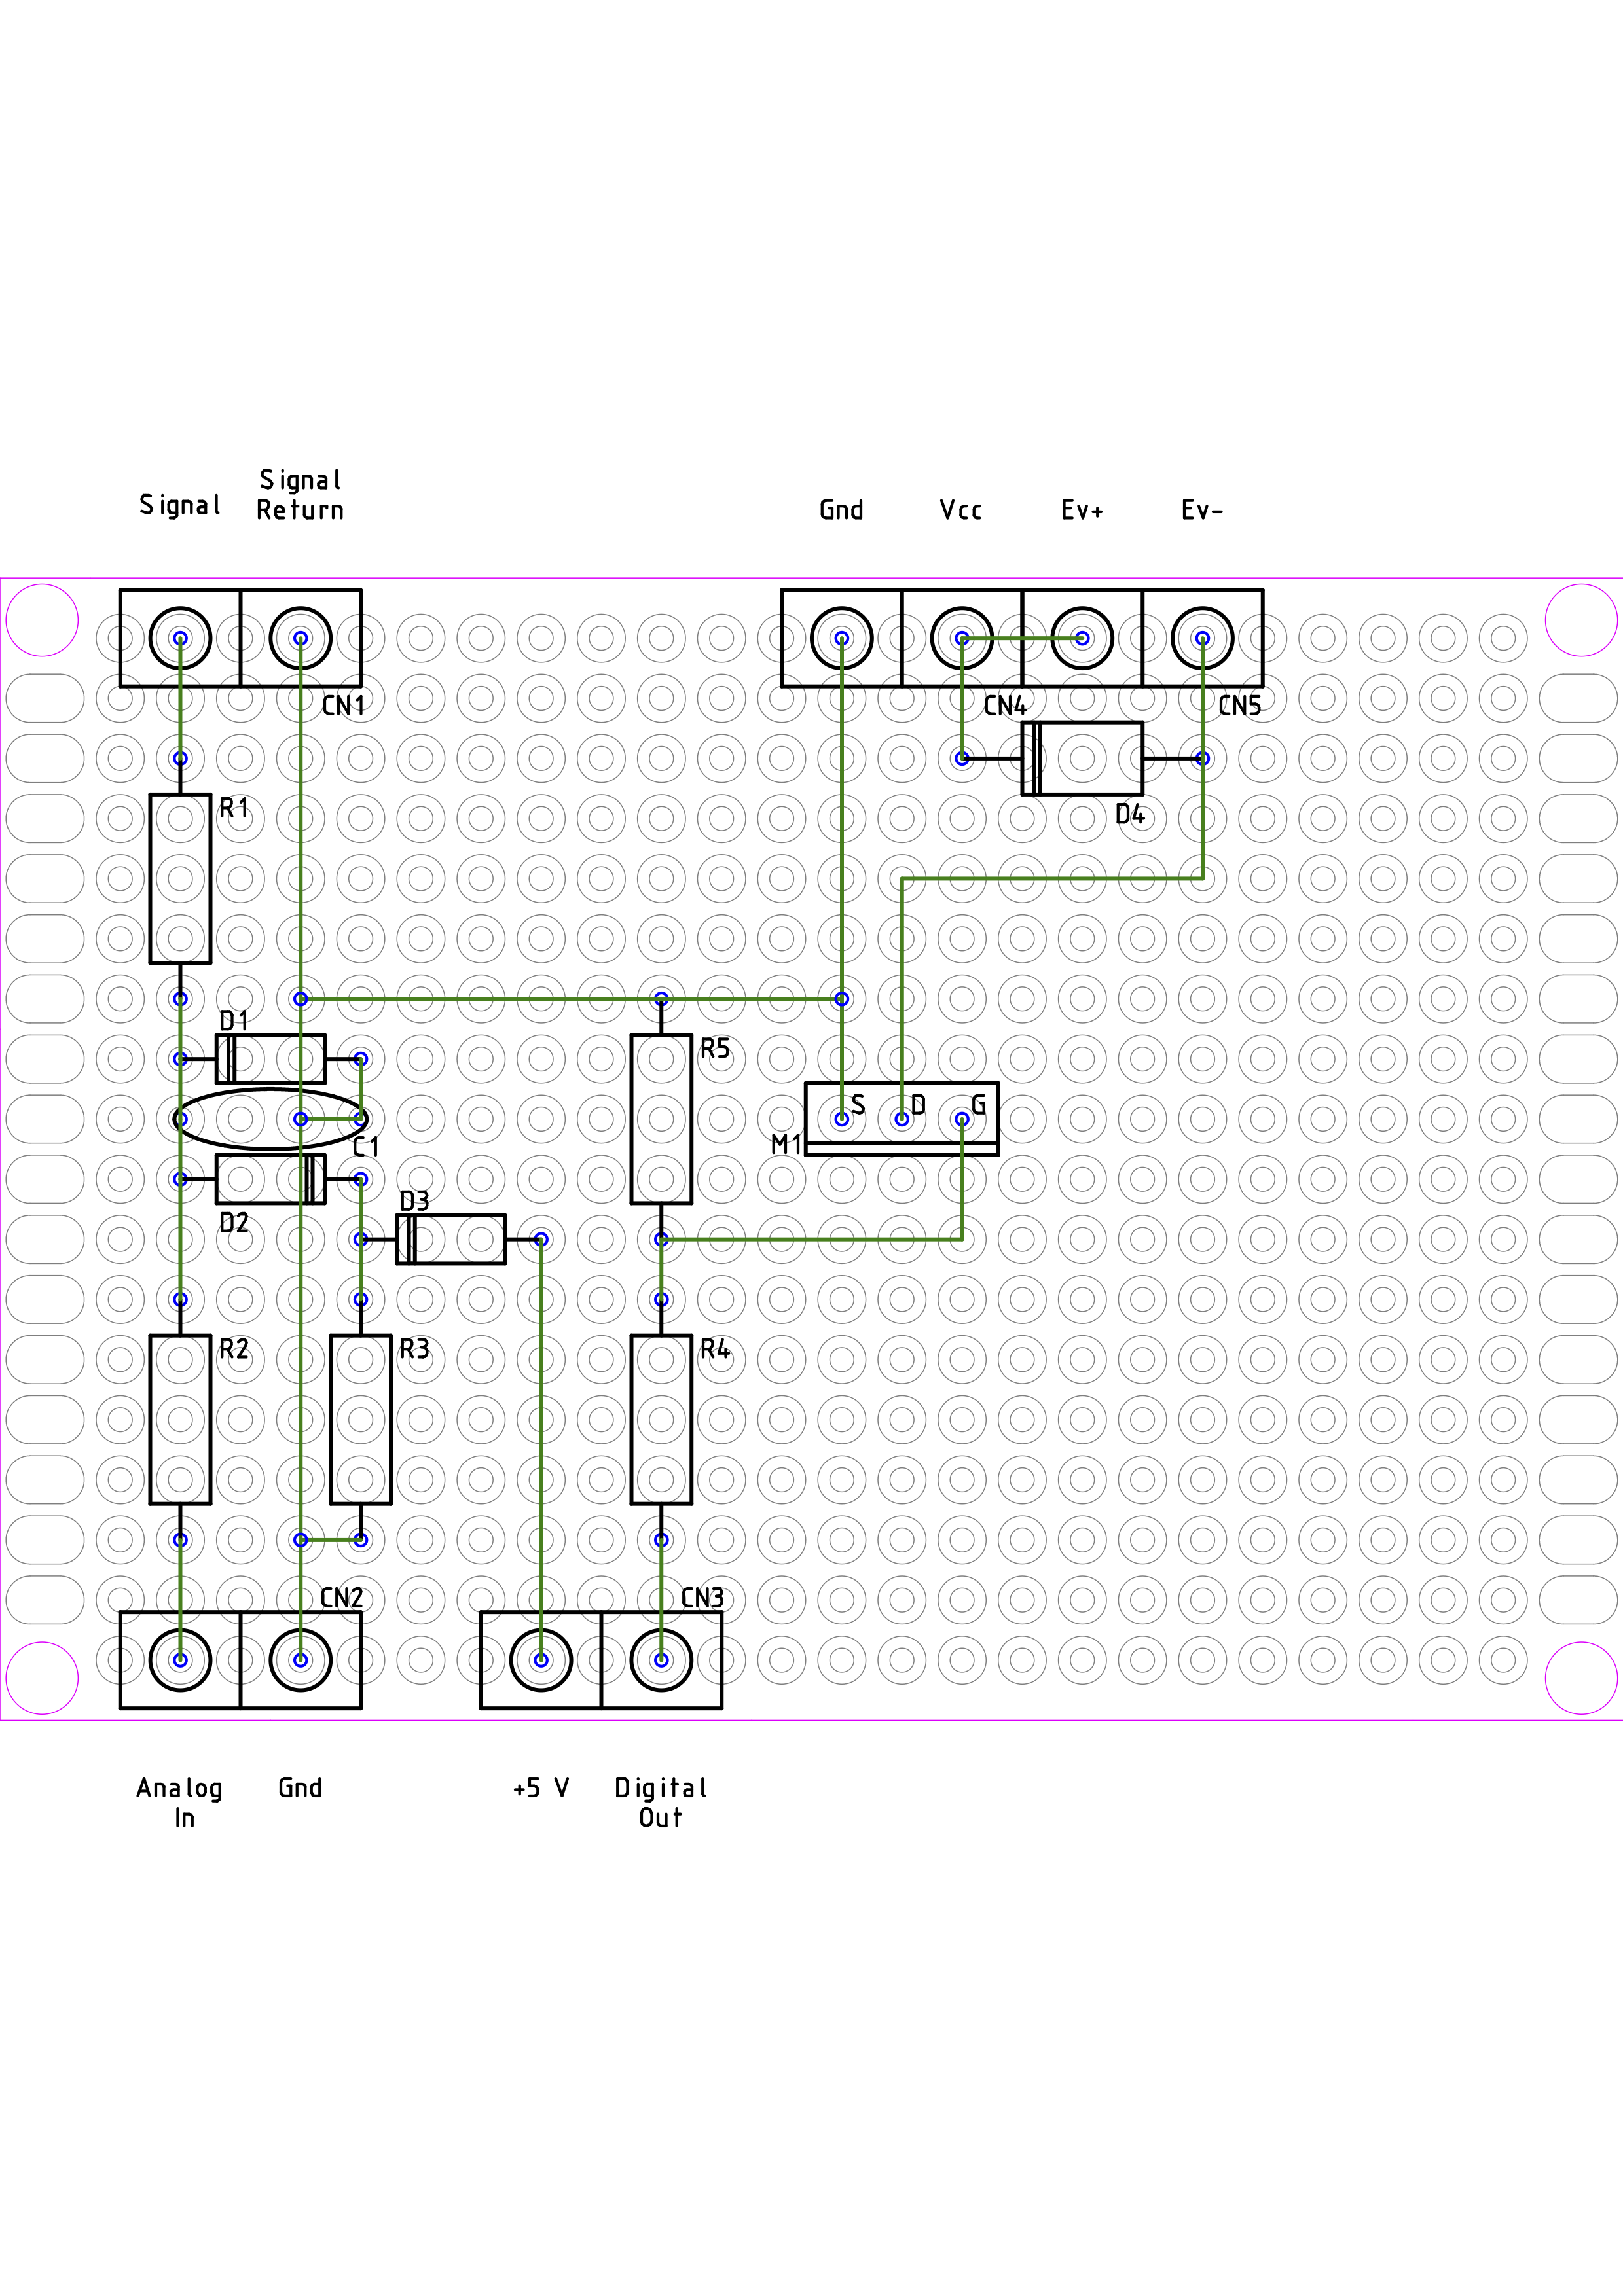 Signal
Signal
Return
Gnd
Vcc
Ev+
Ev-
CN1
CN4
CN5
R1
D4
D1
R5
S
D
G
C1
M1
D3
D2
R2
R3
R4
CN2
CN3
Analog
In
Gnd
+5 V
Digital
Out